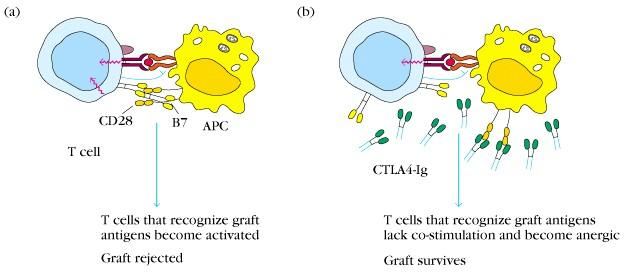 (a)
CD28
B7
APC
T cell
T cells that recognize graft
antigens become activated
Graft rejected
(b)
CTLA4-Ig
T cells that recognize graft antigens
lack co-stimulation and become anergic
Graft survives